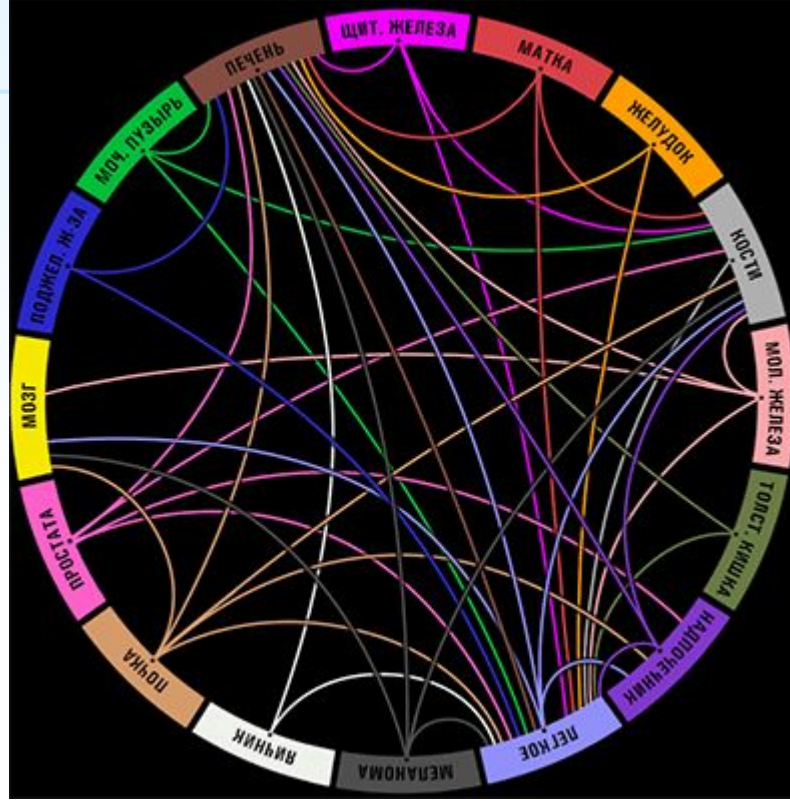 ЩИТ. ЖЕЛЕЗА
МАТКА
ЖЕЛУДОК
КОСТИ
МОЛ. ЖЕЛЕЗА
ТОЛСТ. КИШКА
НАДПОЧЕЧНИК
ЛЕГКОЕ
МЕЛАНОМА
ЯИЧНИК
ПОЧКА
ПРОСТАТА
МОЗГ
ПОДЖЕЛ. Ж-ЗА
МОЧ. ПУЗЫРЬ
ПЕЧЕНЬ